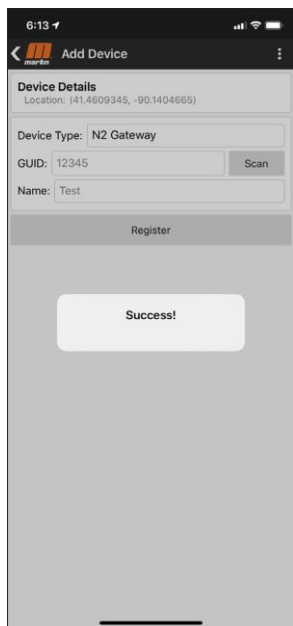 6:13
martin
Add Device
Device Details
Location: (41.4609345, -90.1404665)
Device Type: N2 Gateway
GUID: 12345 Scan
Name: Test
Register
Success!